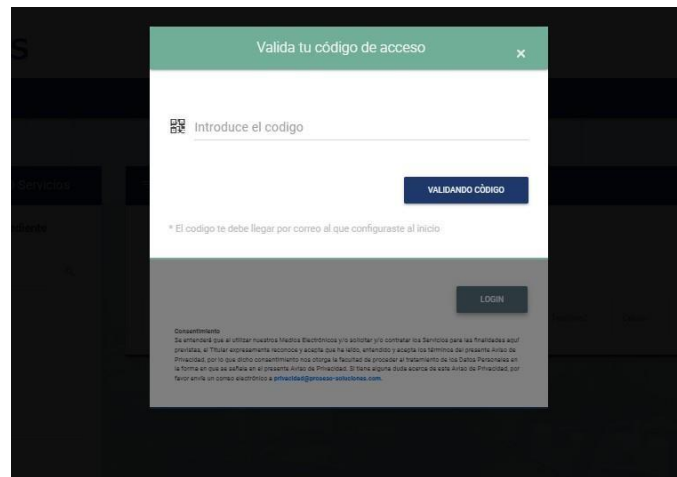 S
Valida tu código de acceso
×
Introduce el codigo
Servicios
VALIDANDO CÒDIGO
* El codigo te debe llegar por correo al que configuraste al inicio
LOGIN
Consentimiento
Se entenderá que al utilizar nuestros Medios Electrónicos y/o solicitar y/o contratar los Servicios para las finalidades aquí
previstas, el Titular expresamente reconoce y acepta que ha leído, entendido y acepta los términos del presente Aviso de
Privacidad, por lo que dicho consentimiento nos otorga la facultad de proceder al tratamiento de los Datos Personales en
la forma en que se señala en el presente Aviso de Privacidad. Si tiene alguna duda acerca de este Aviso de Privacidad, por
favor envíe un correo electrónico a privacidad@proseso-soluciones.com.